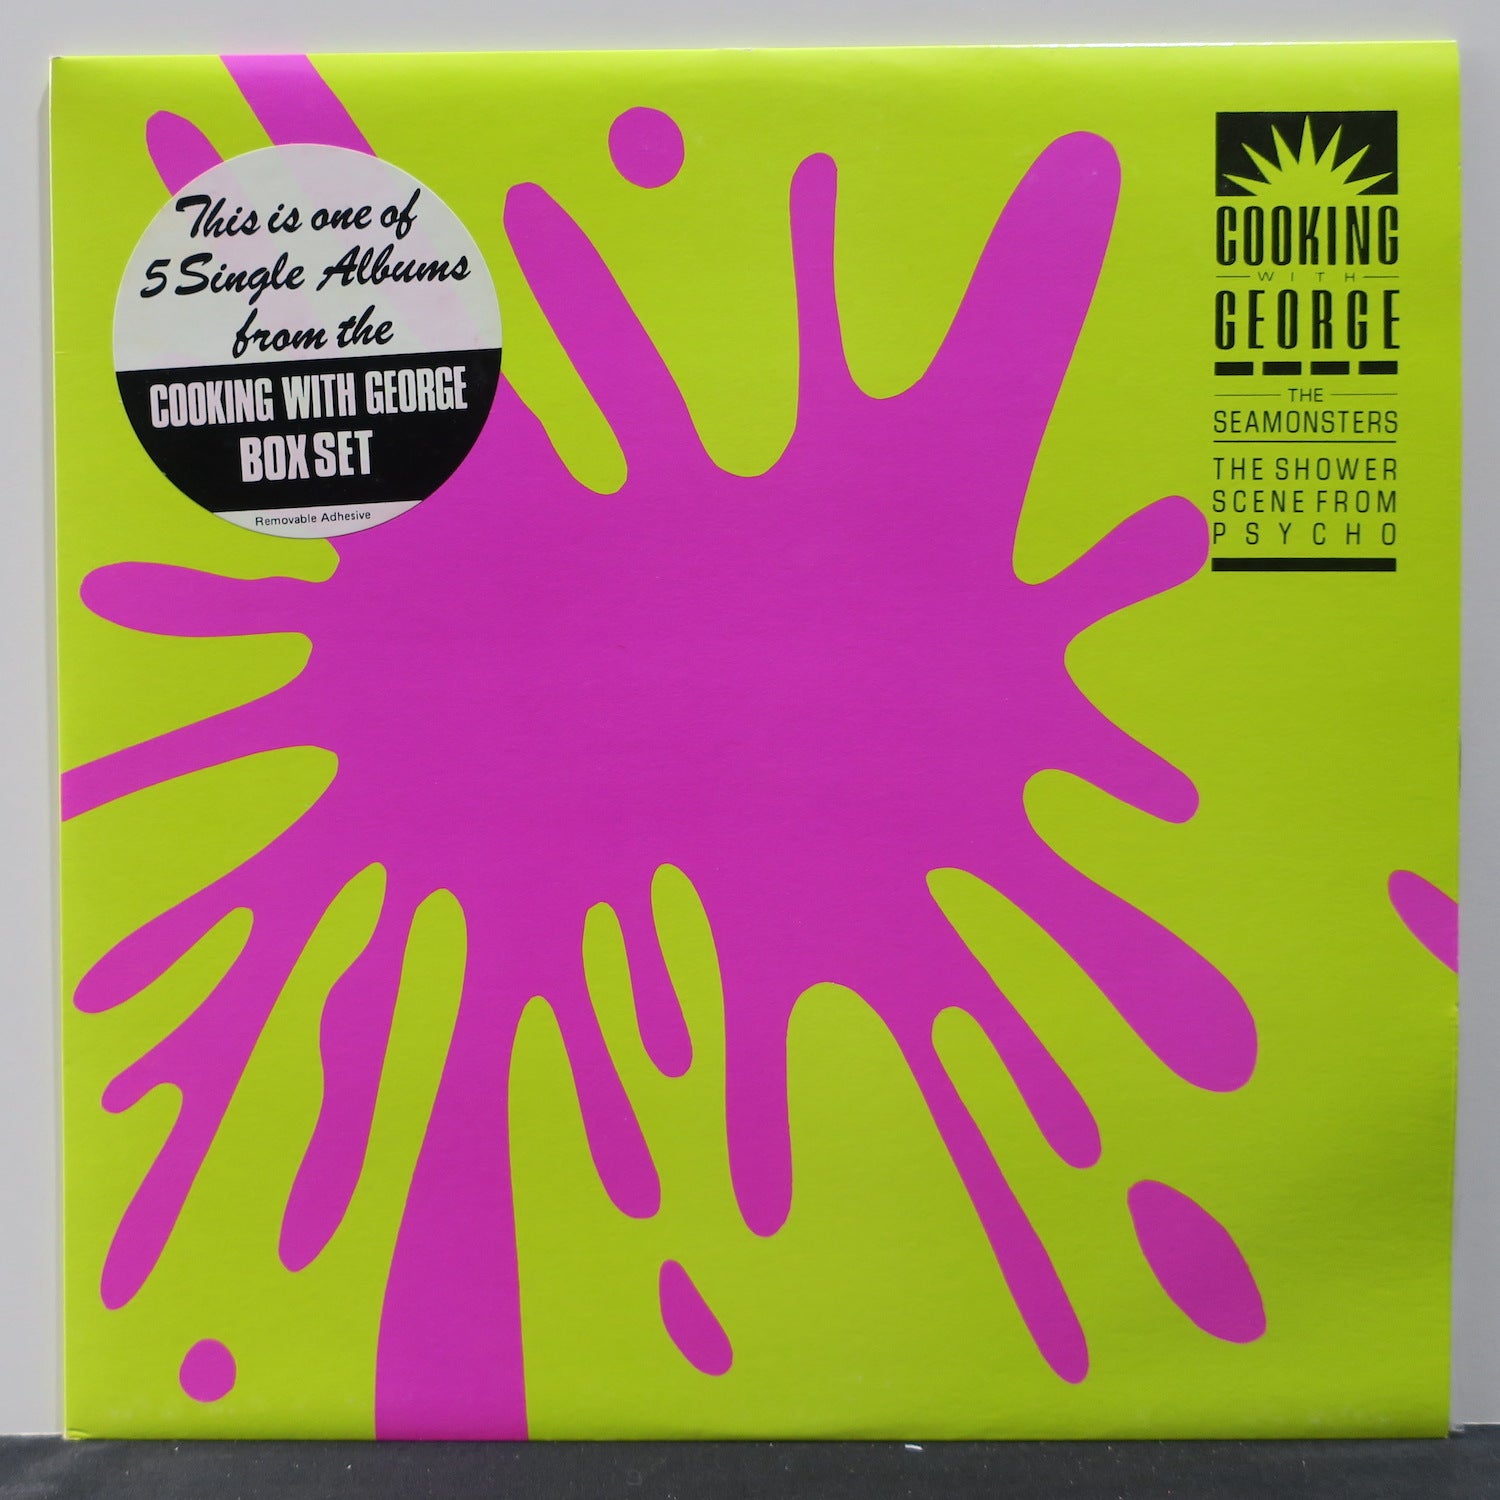 This is one of
5 Single Albums
from the
COOKING WITH GEORGE
BOX SET
Removable Adhesive
COOKING
WITH
GEORGE
THE
SEAMONSTERS
THE SHOWER
SCENE FROM
PSYCHO